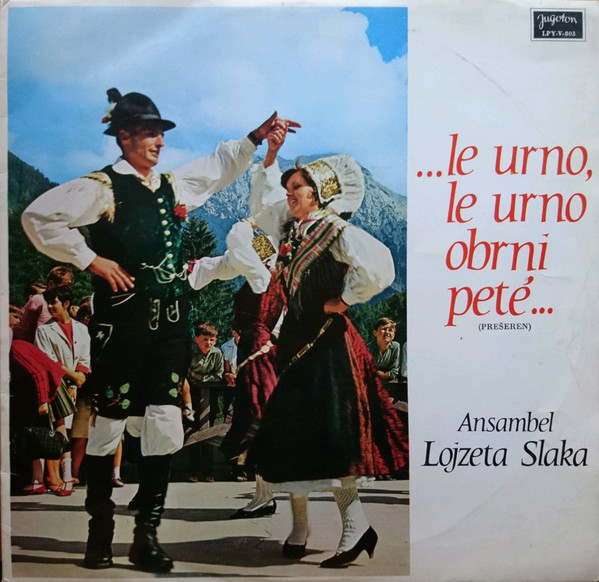 Jugoton
LPY-V-803
...le urno,
le urno
obrni
peté...
(PREŠEREN)
Ansambel
Lojzeta Slaka